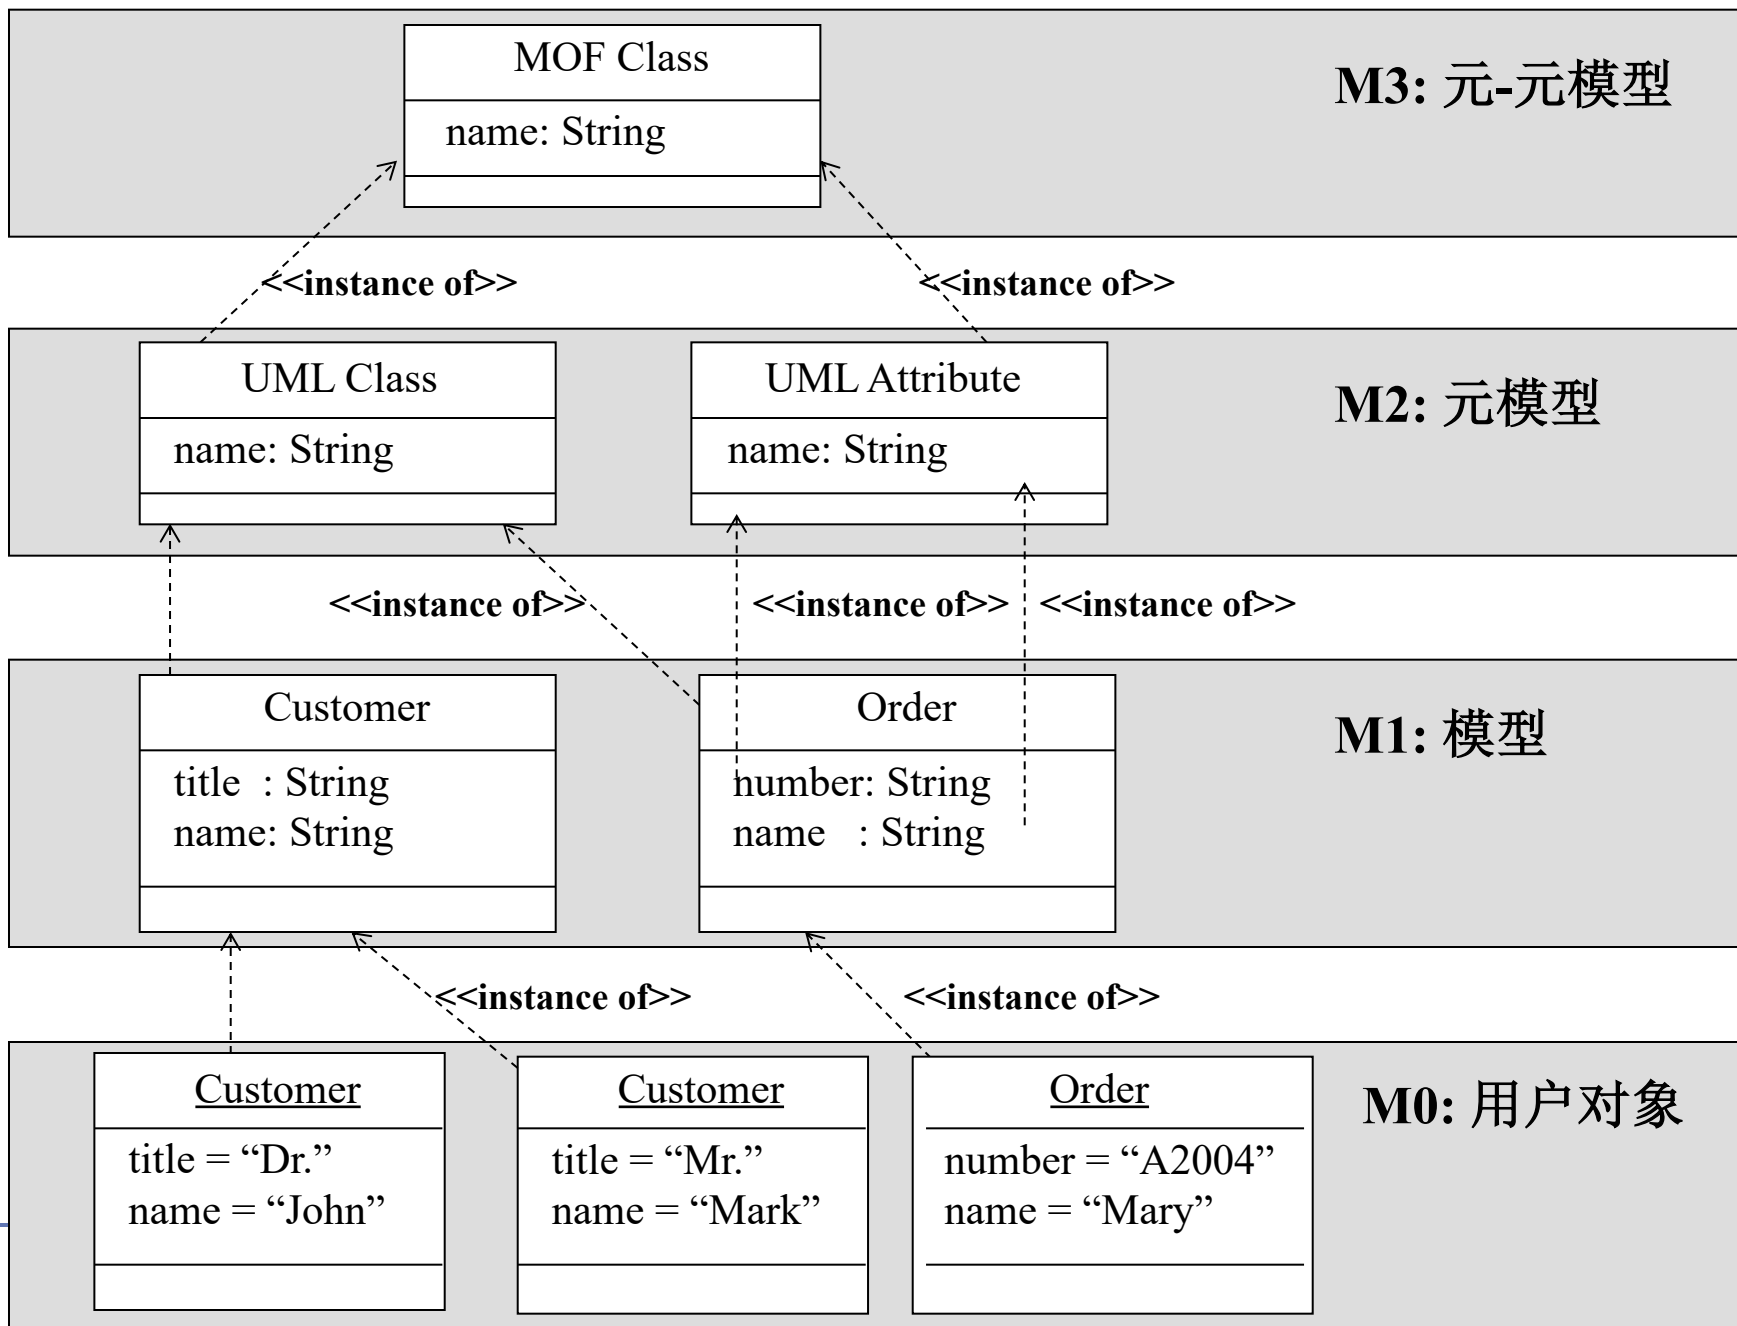 MOF Class
name: String
M3: 元-元模型
<<instance of>>
<<instance of>>
UML Class
name: String
UML Attribute
name: String
M2: 元模型
<<instance of>>
<<instance of>>
<<instance of>>
Customer
title : String
name: String
Order
number: String
name : String
M1: 模型
<<instance of>>
<<instance of>>
Customer
title = “Dr.”
name = “John”
Customer
title = “Mr.”
name = “Mark”
Order
number = “A2004”
name = “Mary”
M0: 用户对象